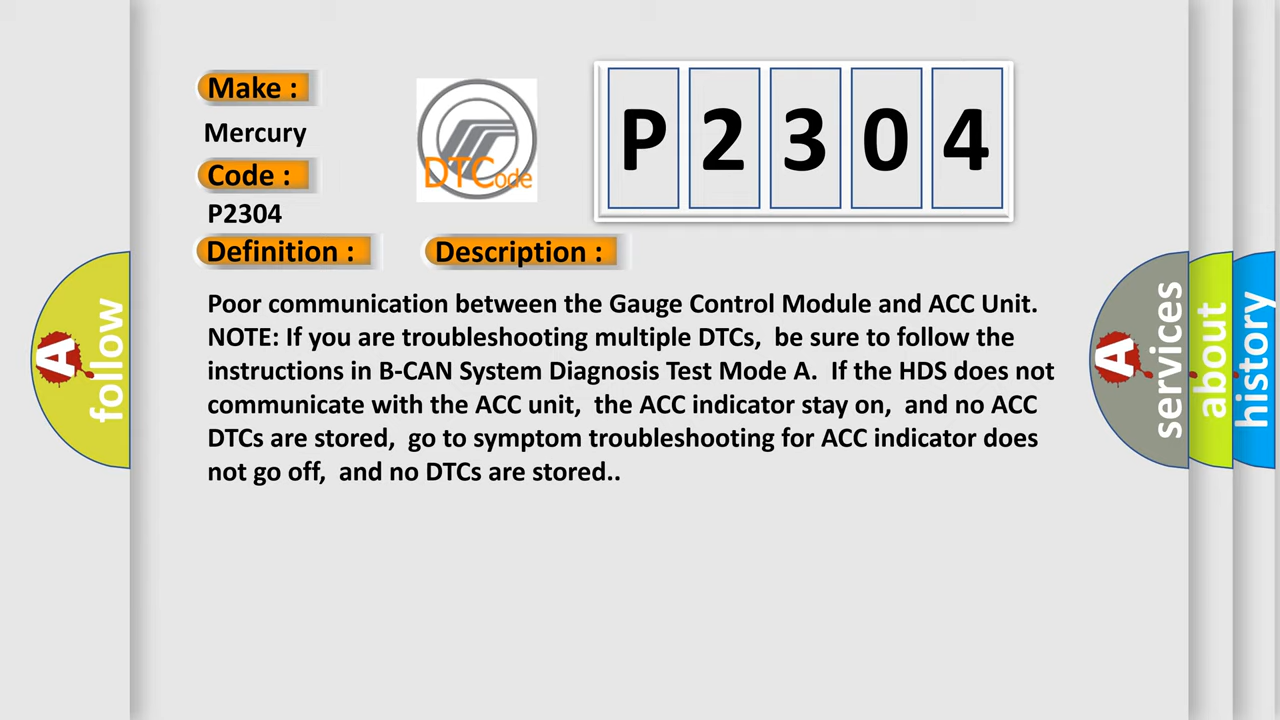 Make :
Mercury
Code :
P2304
DTCode
P2304
Definition :
Description :
Poor communication between the Gauge Control Module and ACC Unit.
NOTE: If you are troubleshooting multiple DTCs,  be sure to follow the
instructions in B-CAN System Diagnosis Test Mode A.  If the HDS does not
communicate with the ACC unit,  the ACC indicator stay on,  and no ACC
DTCs are stored,  go to symptom troubleshooting for ACC indicator does
not go off,  and no DTCs are stored..
A
follow
A
services
about
history